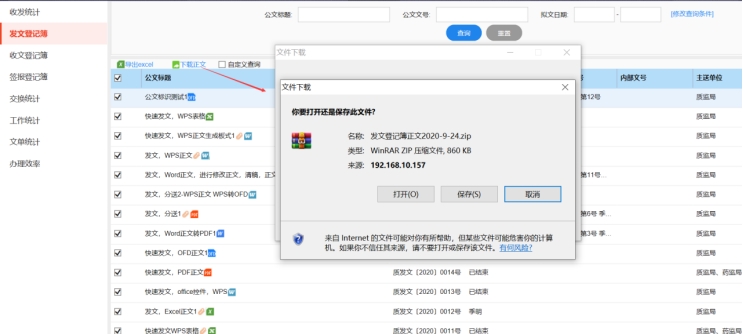 收发统计
发文登记簿
收文登记簿
签报登记簿
交换统计
工作统计
文单统计
办理效率
公文标题: 公文文号: 拟文日期: - [修改查询条件]
查询 重置
导出excel 下载正文 自定义查询
公文标题 号 内部文号 主送单位
公文标识测试1 第12号 质监局
快速发文、WPS表格 质监局
快速发文、WPS正文生成板式1 质监局
发文、WPS正文 质监局
发文、Word正文，进行修改正文，清稿，正文 第11号... 质监局
发文、分送2-WPS正文 WPS转OFD 质监局
发文、分送1 第6号 季... 质监局
发文、Word正文转PDF1 第3号 季... 质监局
快速发文、OFD正文1 质监局
快速发文、PDF正文 质发文〔2020〕0014号 已结束 质监局、药监局
快速发文、office控件，WPS 质发文〔2020〕0013号 已结束 质监局
发文、Excel正文1 质发文〔2020〕0012号 季明 质监局
快速发文WPS表格 质发文〔2020〕0011号 已结束 质监局、药监局
文件下载
文件下载
你要打开还是保存此文件?
名称: 发文登记簿正文2020-9-24.zip
类型: WinRAR ZIP 压缩文件, 860 KB
来源: 192.168.10.157
打开(O) 保存(S) 取消
来自 Internet 的文件可能对你有所帮助，但某些文件可能危害你的计算
机。如果你不信任其来源，请不要打开或保存该文件。有何风险?